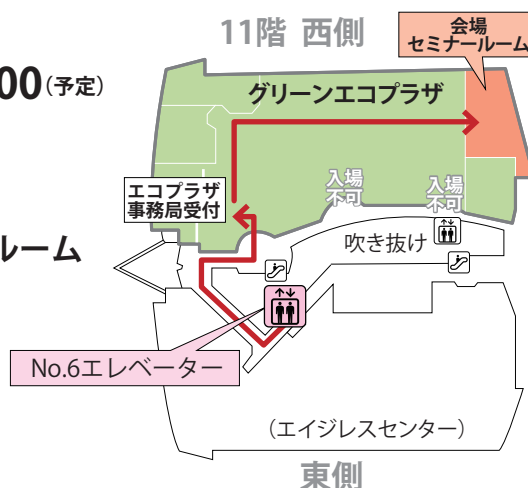 11階 西側
会場
セミナールーム
00(予定)
グリーンエコプラザ
入場
不可
入場
不可
エコプラザ
事務局受付
吹き抜け
ルーム
No.6エレベーター
(エイジレスセンター)
東側